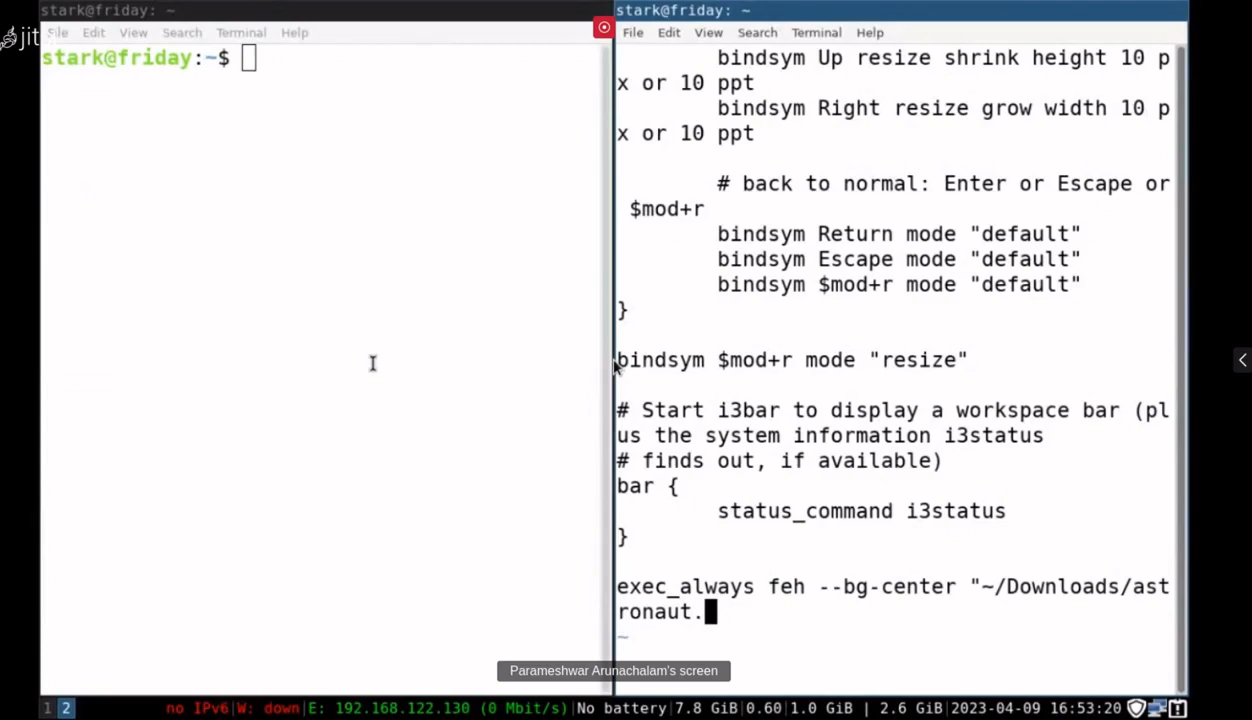 stark@friday: ~
File Edit View Search Terminal Help
stark@friday:~$
jit
stark@friday: ~
File Edit View Search Terminal Help
bindsym Up resize shrink height 10 p
x or 10 ppt
bindsym Right resize grow width 10 p
x or 10 ppt
# back to normal: Enter or Escape or
$mod+r
bindsym Return mode "default"
bindsym Escape mode "default"
bindsym $mod+r mode "default"
}
bindsym $mod+r mode "resize"
# Start i3bar to display a workspace bar (pl
us the system information i3status
# finds out, if available)
bar {
status_command i3status
}
exec_always feh --bg-center "~/Downloads/ast
ronaut.
~
Parameshwar Arunachalam's screen
1 2 no IPv6|W: down|E: 192.168.122.130 (0 Mbit/s)|No battery|7.8 GiB|0.60|1.0 GiB | 2.6 GiB|2023-04-09 16:53:20